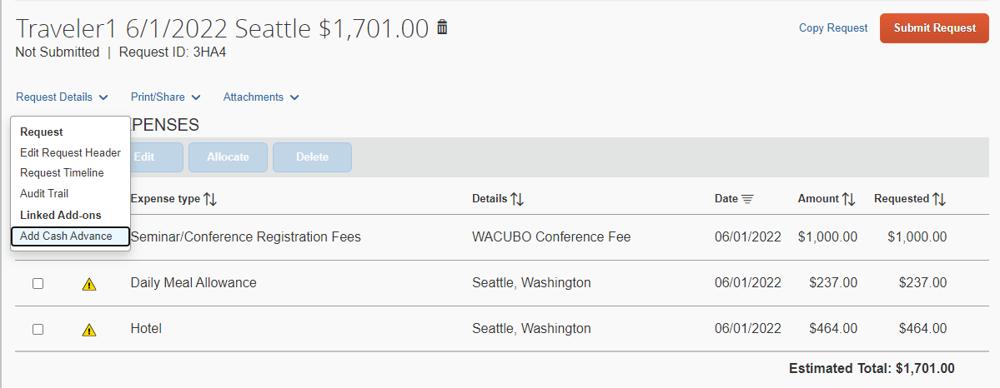 Traveler1 6/1/2022 Seattle $1,701.00
Copy Request
Submit Request
Not Submitted | Request ID: 3HA4
Request Details Print/Share Attachments
PENSES
Request
Edit Request Header
Request Timeline
Audit Trail
Linked Add-ons
Add Cash Advance
Edit Allocate Delete
Expense type Details Date Amount Requested
Seminar/Conference Registration Fees WACUBO Conference Fee 06/01/2022 $1,000.00 $1,000.00
Daily Meal Allowance Seattle, Washington 06/01/2022 $237.00 $237.00
Hotel Seattle, Washington 06/01/2022 $464.00 $464.00
Estimated Total: $1,701.00